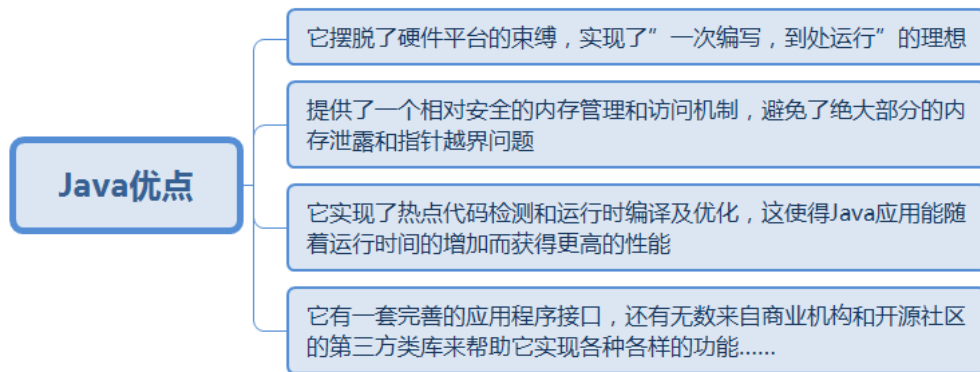 Java优点
它摆脱了硬件平台的束缚，实现了”一次编写，到处运行”的理想
提供了一个相对安全的内存管理和访问机制，避免了绝大部分的内
存泄露和指针越界问题
它实现了热点代码检测和运行时编译及优化，这使得Java应用能随
着运行时间的增加而获得更高的性能
它有一套完善的应用程序接口，还有无数来自商业机构和开源社区
的第三方类库来帮助它实现各种各样的功能......